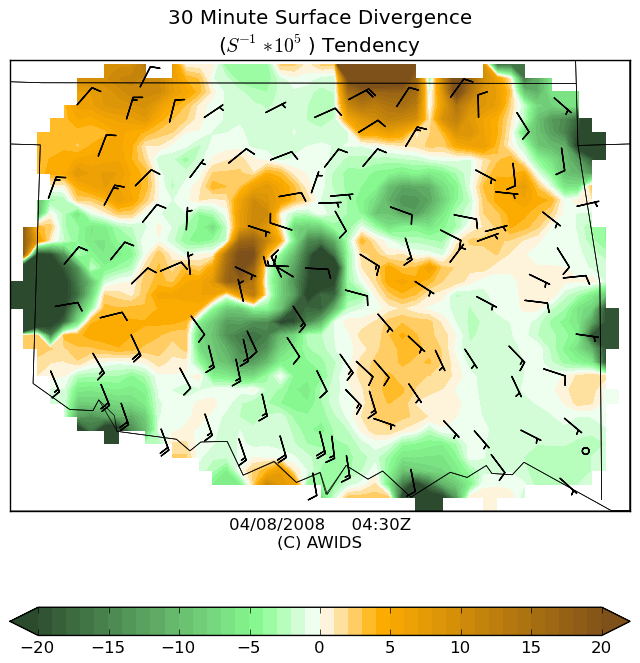 30 Minute Surface Divergence
(S⁻¹ * 10⁵ ) Tendency
04/08/2008 04:30Z
(C) AWIDS
−20 −15 −10 −5 0 5 10 15 20